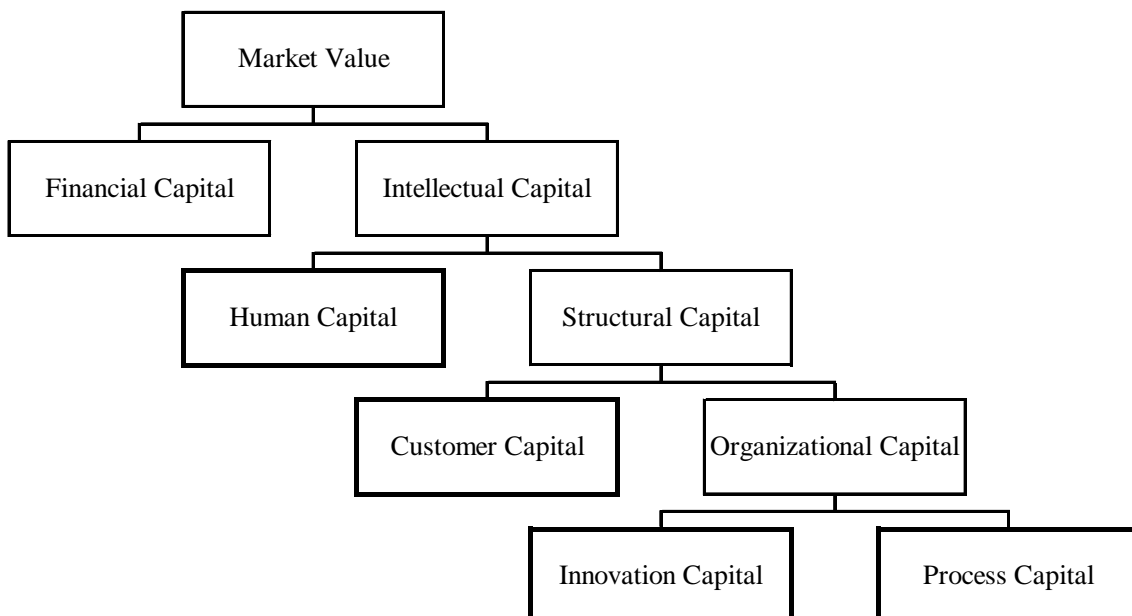 Market Value
Financial Capital
Intellectual Capital
Human Capital
Structural Capital
Customer Capital
Organizational Capital
Innovation Capital
Process Capital